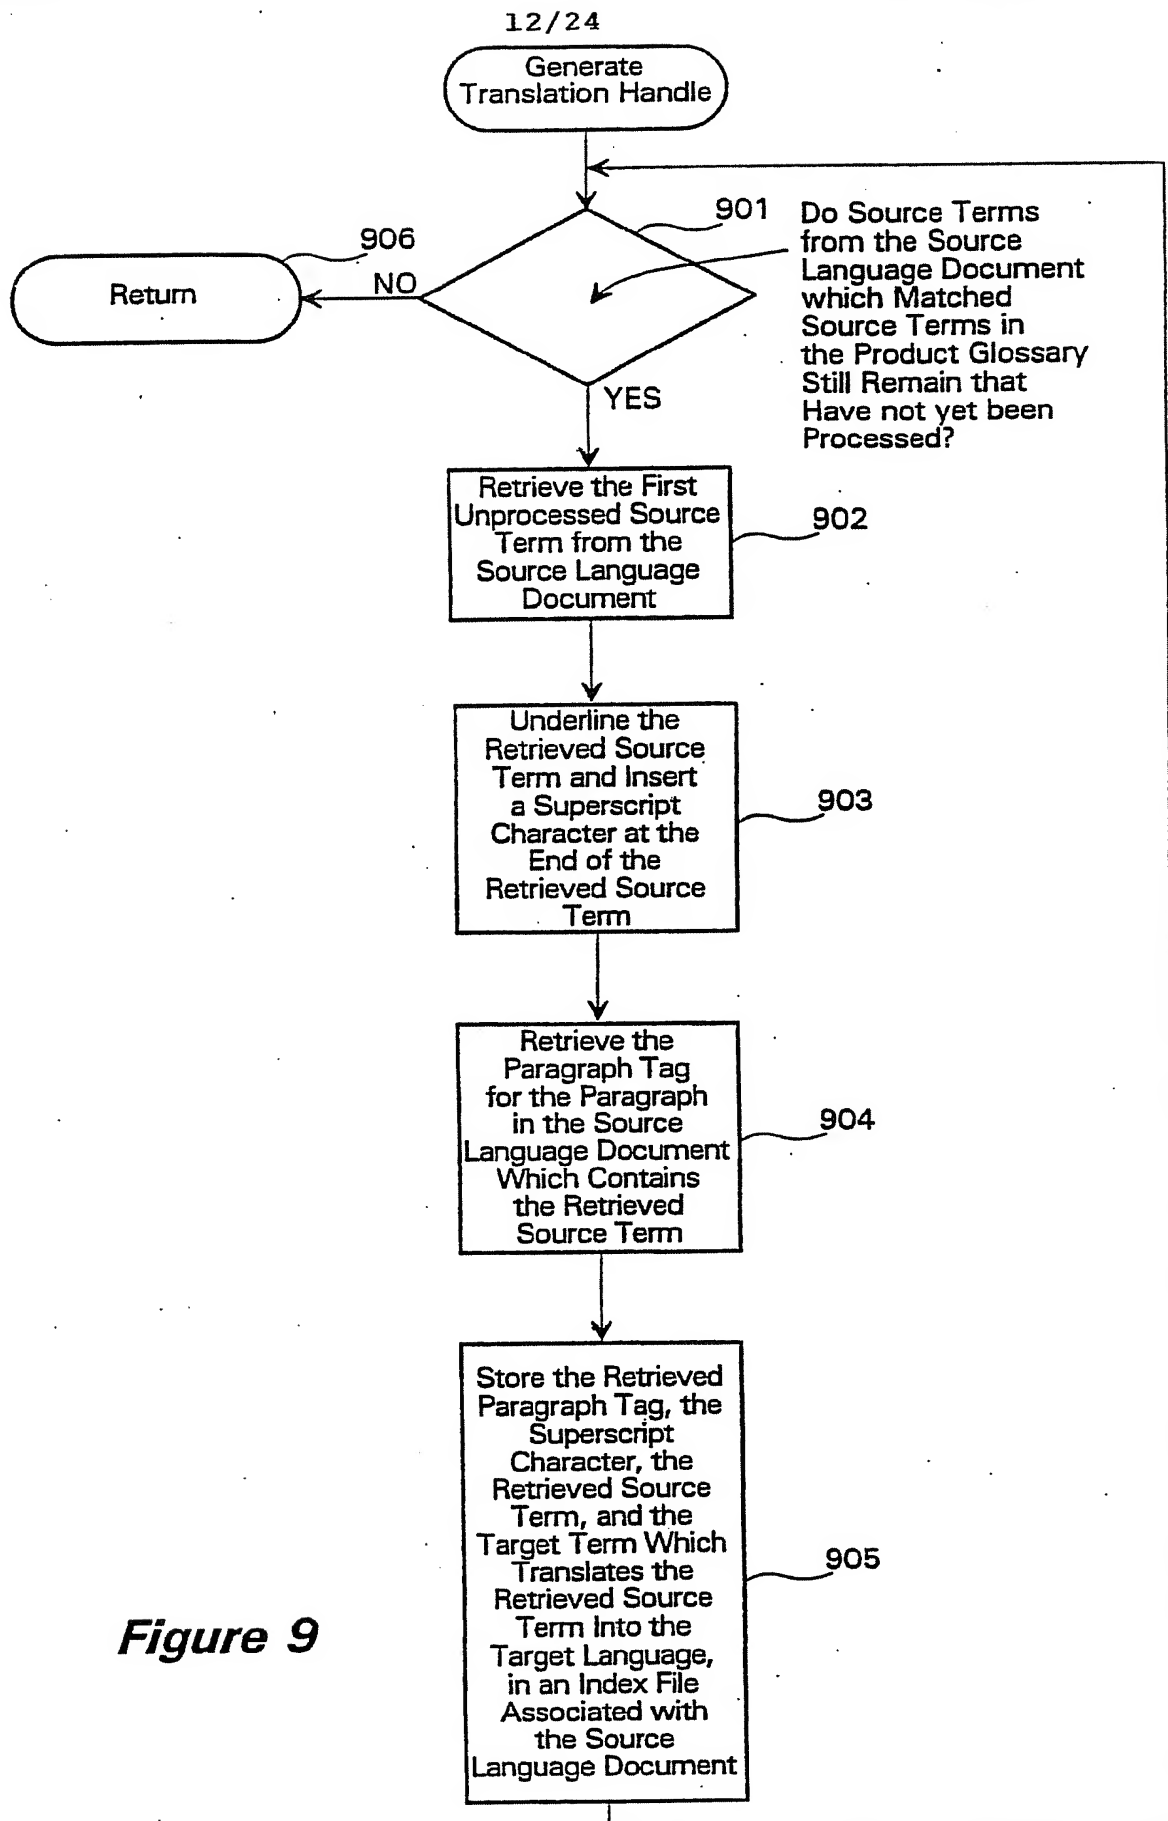 12/24
Generate
Translation Handle
901
Do Source Terms
from the Source
Language Document
which Matched
Source Terms in
the Product Glossary
Still Remain that
Have not yet been
Processed?
906
Return
NO
YES
Retrieve the First
Unprocessed Source
Term from the
Source Language
Document
902
Underline the
Retrieved Source
Term and Insert
a Superscript
Character at the
End of the
Retrieved Source
Term
903
Retrieve the
Paragraph Tag
for the Paragraph
in the Source
Language Document
Which Contains
the Retrieved
Source Term
904
Store the Retrieved
Paragraph Tag, the
Superscript
Character, the
Retrieved Source
Term, and the
Target Term Which
Translates the
Retrieved Source
Term Into the
Target Language,
in an Index File
Associated with
the Source
Language Document
905
Figure 9